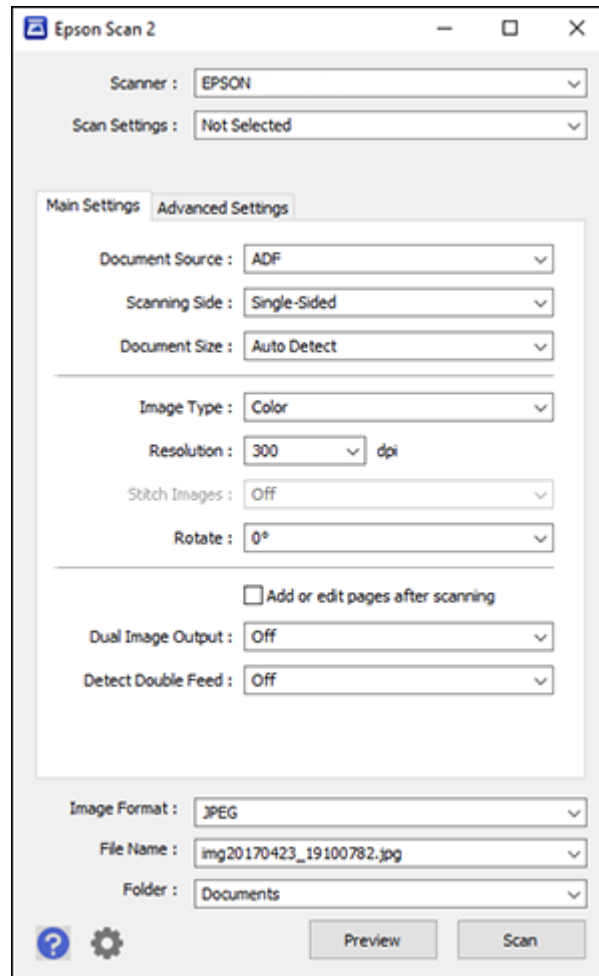 Epson Scan 2
Scanner : EPSON
Scan Settings : Not Selected
Main Settings Advanced Settings
Document Source : ADF
Scanning Side : Single-Sided
Document Size : Auto Detect
Image Type : Color
Resolution : 300 dpi
Stitch Images : Off
Rotate : 0°
Add or edit pages after scanning
Dual Image Output : Off
Detect Double Feed : Off
Image Format : JPEG
File Name : img20170423_19100782.jpg
Folder : Documents
? Preview Scan